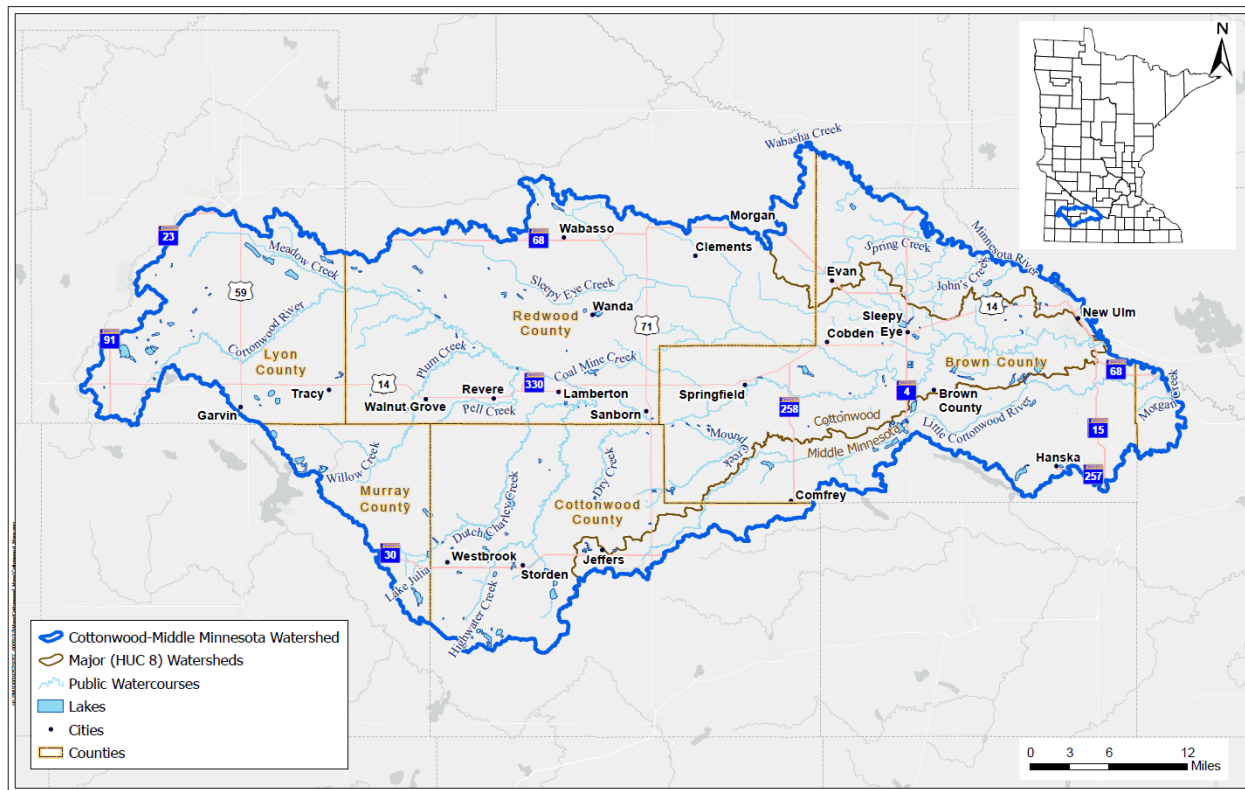 N
Wabasha Creek
Morgan
23
68
Wabasso
Clements
Spring Creek
Minnesota River
Meadow Creek
Evan
John's Creek
59
Sleepy Eye Creek
Wanda
14
New Ulm
Redwood
County
71
Sleepy
Eye
Cobden
91
Cottonwood River
Lyon
County
Plum Creek
Coal Mine Creek
Brown County
68
Tracy
14
Revere
330
Lamberton
Springfield
4
Brown
County
Morgan Creek
Garvin
Walnut Grove
Pell Creek
Sanborn
258
Cottonwood
Middle Minnesota
Little Cottonwood River
15
Mound
Creek
Hanska
257
Willow Creek
Murray
County
Dry Creek
Cottonwood
County
Comfrey
Dutch Charley Creek
30
Westbrook
Jeffers
Storden
Lake Julia
Highwater Creek
Cottonwood-Middle Minnesota Watershed
Major (HUC 8) Watersheds
Public Watercourses
Lakes
Cities
Counties
0 3 6 12
Miles